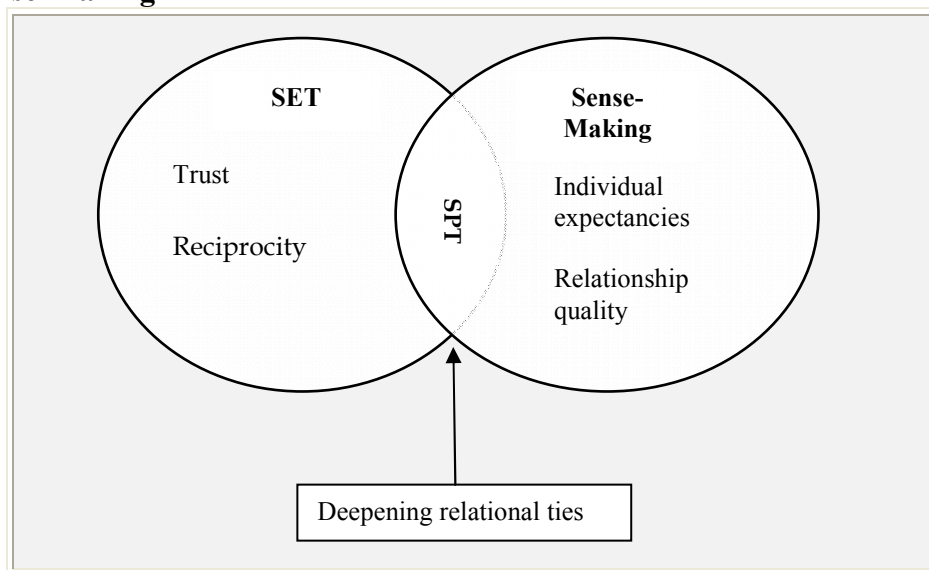 SET
Trust
Reciprocity
SPT
Sense-
Making
Individual
expectancies
Relationship
quality
Deepening relational ties